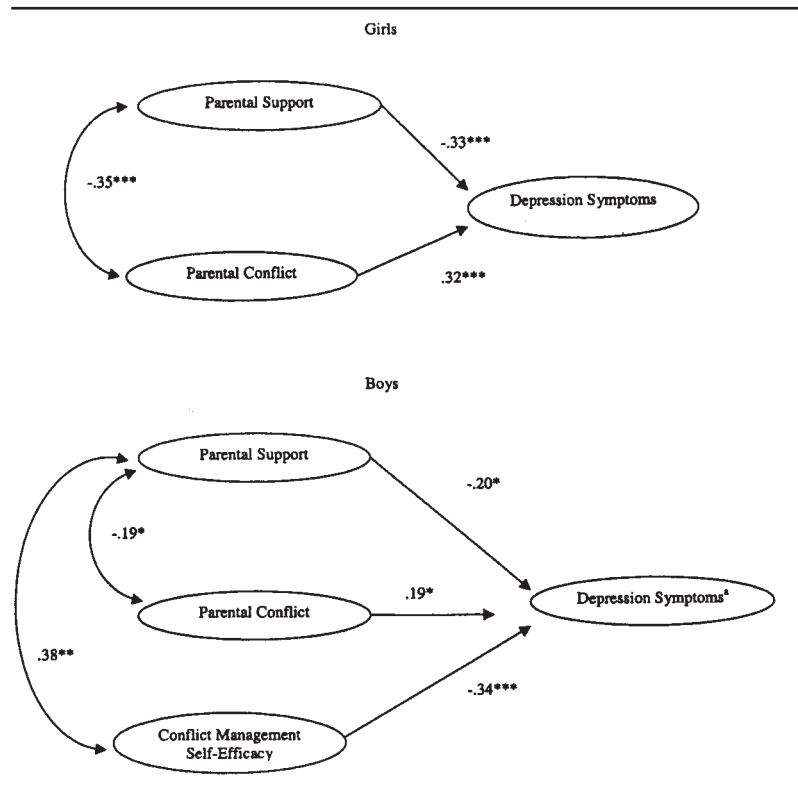 Girls
Parental Support
-.33***
-.35***
Depression Symptoms
Parental Conflict
.32***
Boys
Parental Support
-.20*
-.19*
.19*
Depression Symptomsᵃ
Parental Conflict
.38**
-.34***
Conflict Management
Self-Efficacy